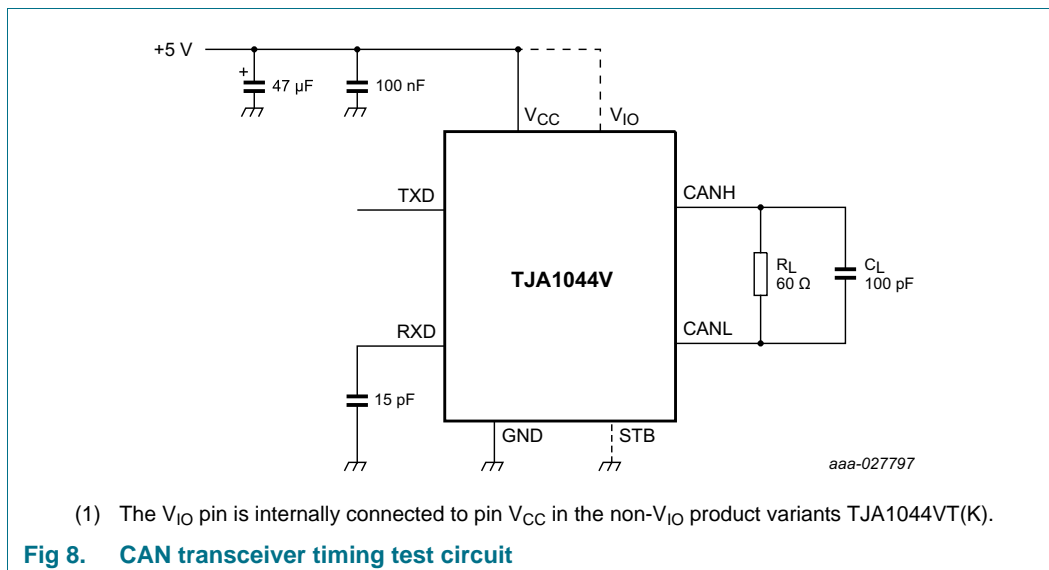 +5 V
+
47 µF
100 nF
VCC
VIO
TXD
CANH
TJA1044V
RL
60 Ω
CL
100 pF
RXD
CANL
15 pF
GND
STB
aaa-027797
(1) The VIO pin is internally connected to pin VCC in the non-VIO product variants TJA1044VT(K).
Fig 8. CAN transceiver timing test circuit